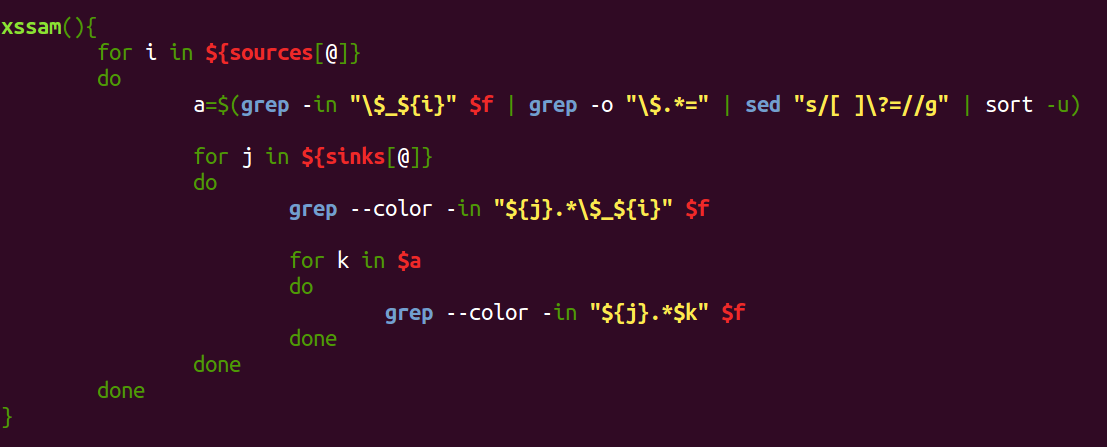 xssam(){
for i in ${sources[@]}
do
a=$(grep -in "\$_${i}" $f | grep -o "\$.*=" | sed "s/[ ]\?=//g" | sort -u)
for j in ${sinks[@]}
do
grep --color -in "${j}.*\$_${i}" $f
for k in $a
do
grep --color -in "${j}.*$k" $f
done
done
done
}